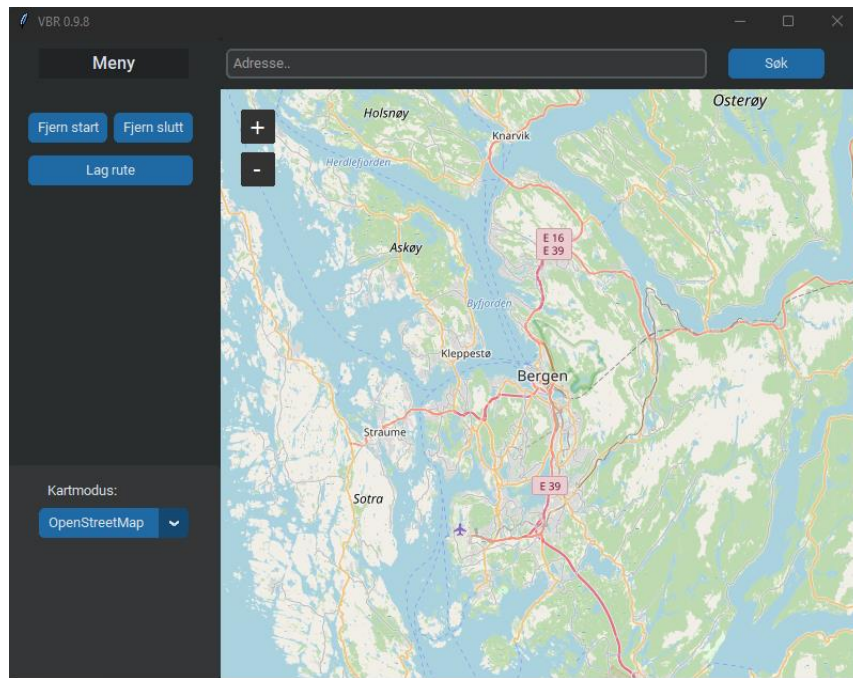 VBR 0.9.8
Meny
Adresse..
Søk
Fjern start
Fjern slutt
Lag rute
Kartmodus:
OpenStreetMap
+
-
Osterøy
Holsnøy
Knarvik
Herdlefjorden
E 16
E 39
Askøy
Byfjorden
Kleppestø
Bergen
Straume
E 39
Sotra